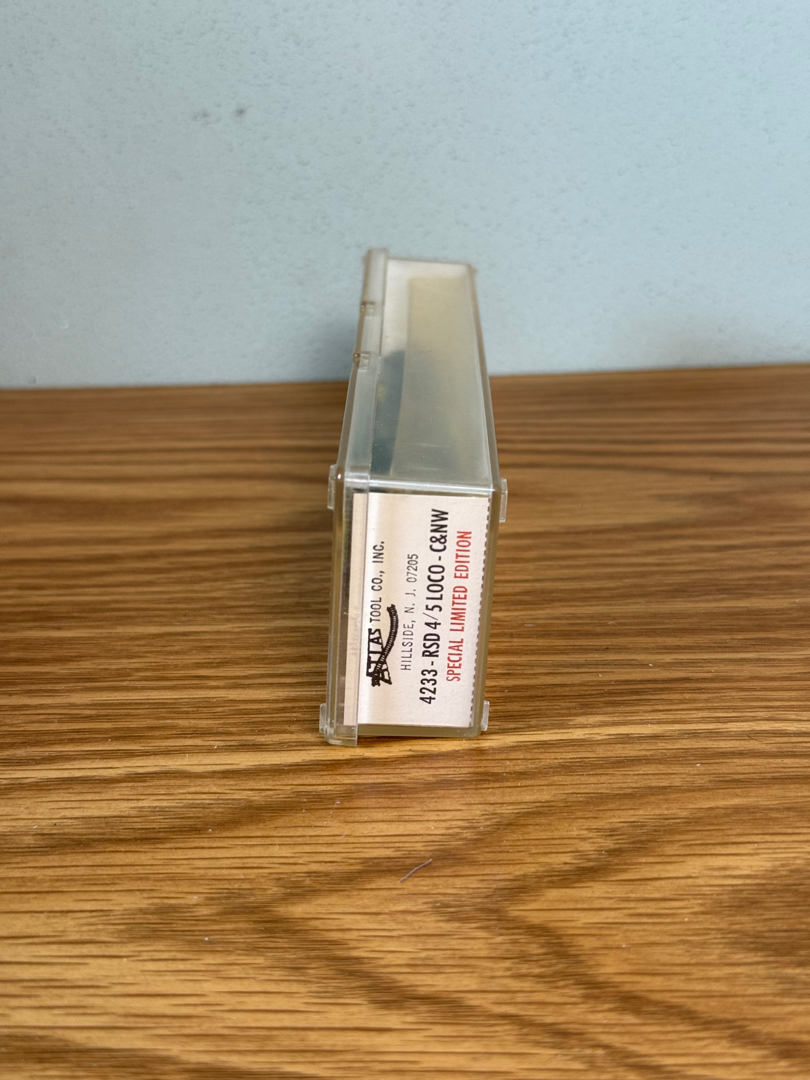 ATLAS TOOL CO., INC.
HILLSIDE, N. J. 07205
4233 - RSD 4/5 LOCO - C&NW
SPECIAL LIMITED EDITION